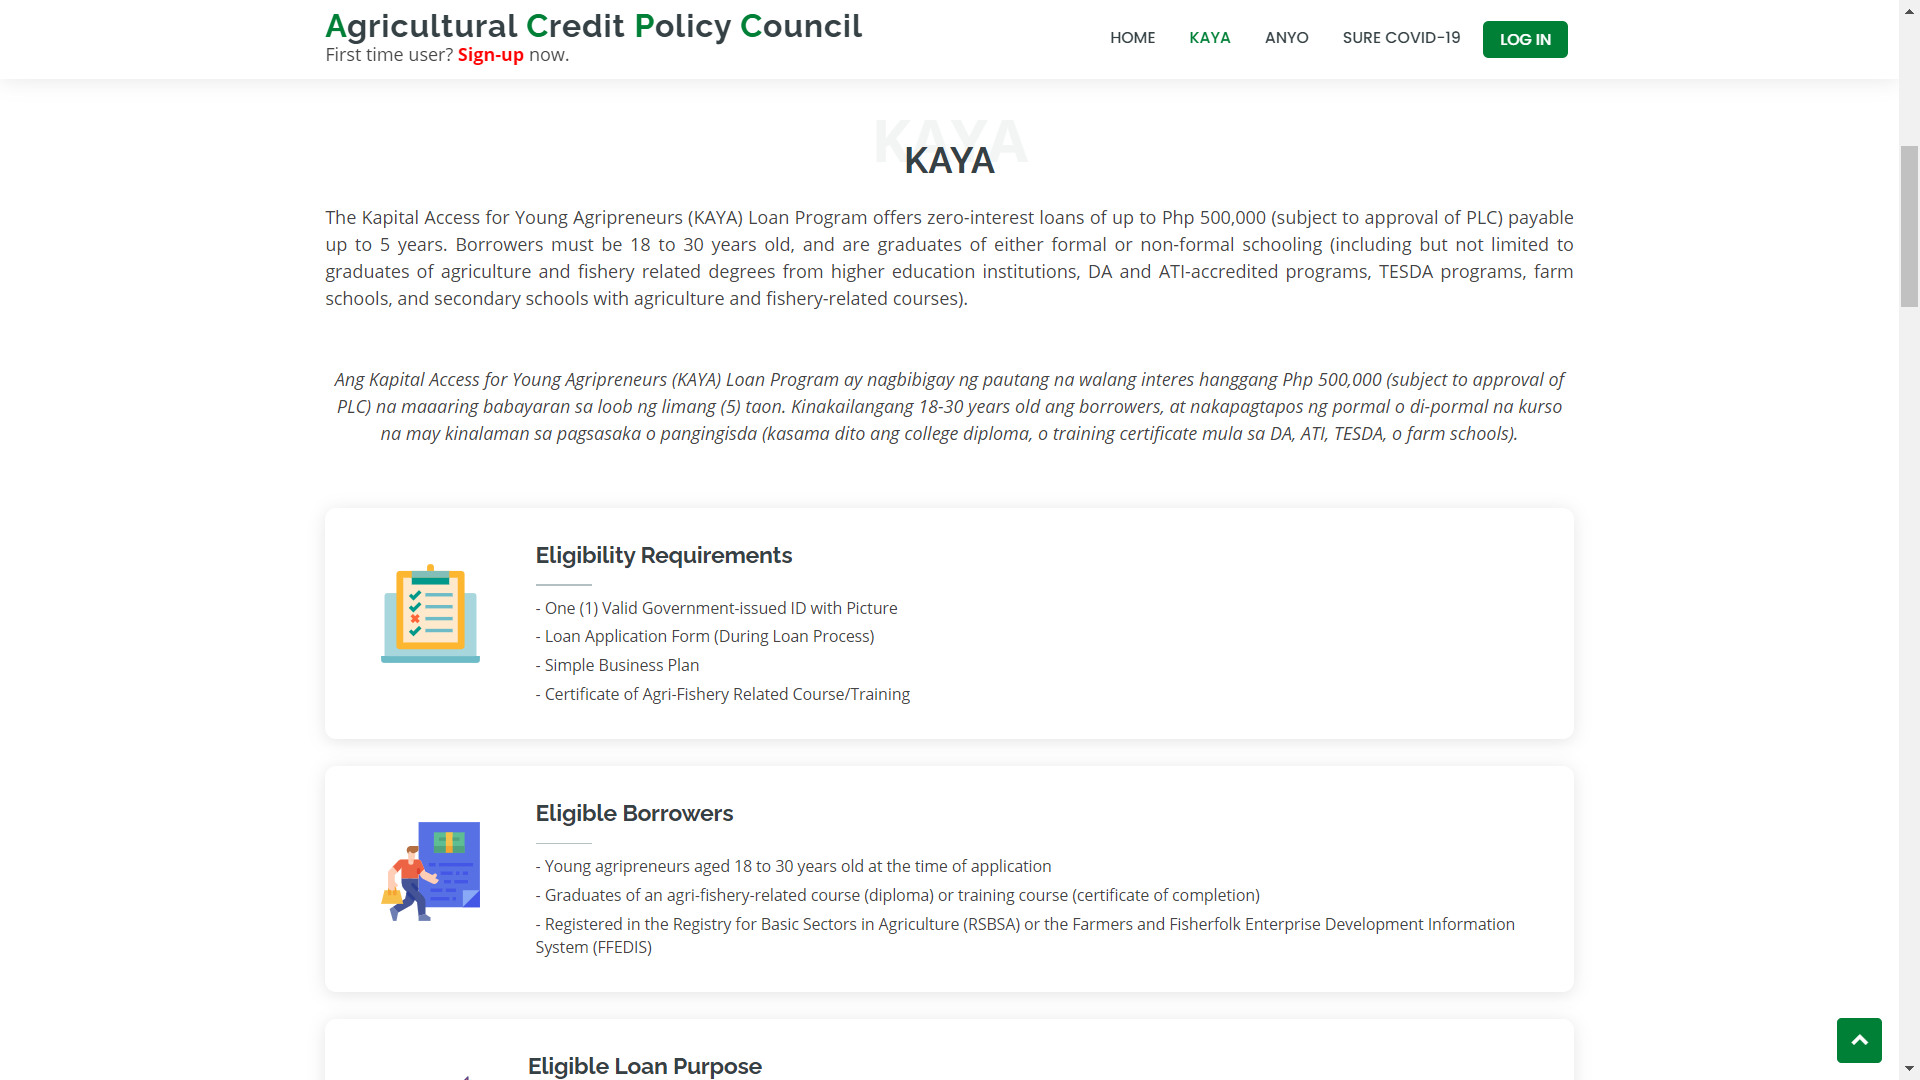 Agricultural Credit Policy Council
First time user? Sign-up now.
HOME
KAYA
ANYO
SURE COVID-19
LOG IN
KAYA
KAYA
The Kapital Access for Young Agripreneurs (KAYA) Loan Program offers zero-interest loans of up to Php 500,000 (subject to approval of PLC) payable
up to 5 years. Borrowers must be 18 to 30 years old, and are graduates of either formal or non-formal schooling (including but not limited to
graduates of agriculture and fishery related degrees from higher education institutions, DA and ATI-accredited programs, TESDA programs, farm
schools, and secondary schools with agriculture and fishery-related courses).
Ang Kapital Access for Young Agripreneurs (KAYA) Loan Program ay nagbibigay ng pautang na walang interes hanggang Php 500,000 (subject to approval of
PLC) na maaaring babayaran sa loob ng limang (5) taon. Kinakailangang 18-30 years old ang borrowers, at nakapagtapos ng pormal o di-pormal na kurso
na may kinalaman sa pagsasaka o pangingisda (kasama dito ang college diploma, o training certificate mula sa DA, ATI, TESDA, o farm schools).
Eligibility Requirements
- One (1) Valid Government-issued ID with Picture
- Loan Application Form (During Loan Process)
- Simple Business Plan
- Certificate of Agri-Fishery Related Course/Training
Eligible Borrowers
- Young agripreneurs aged 18 to 30 years old at the time of application
- Graduates of an agri-fishery-related course (diploma) or training course (certificate of completion)
- Registered in the Registry for Basic Sectors in Agriculture (RSBSA) or the Farmers and Fisherfolk Enterprise Development Information
System (FFEDIS)
Eligible Loan Purpose